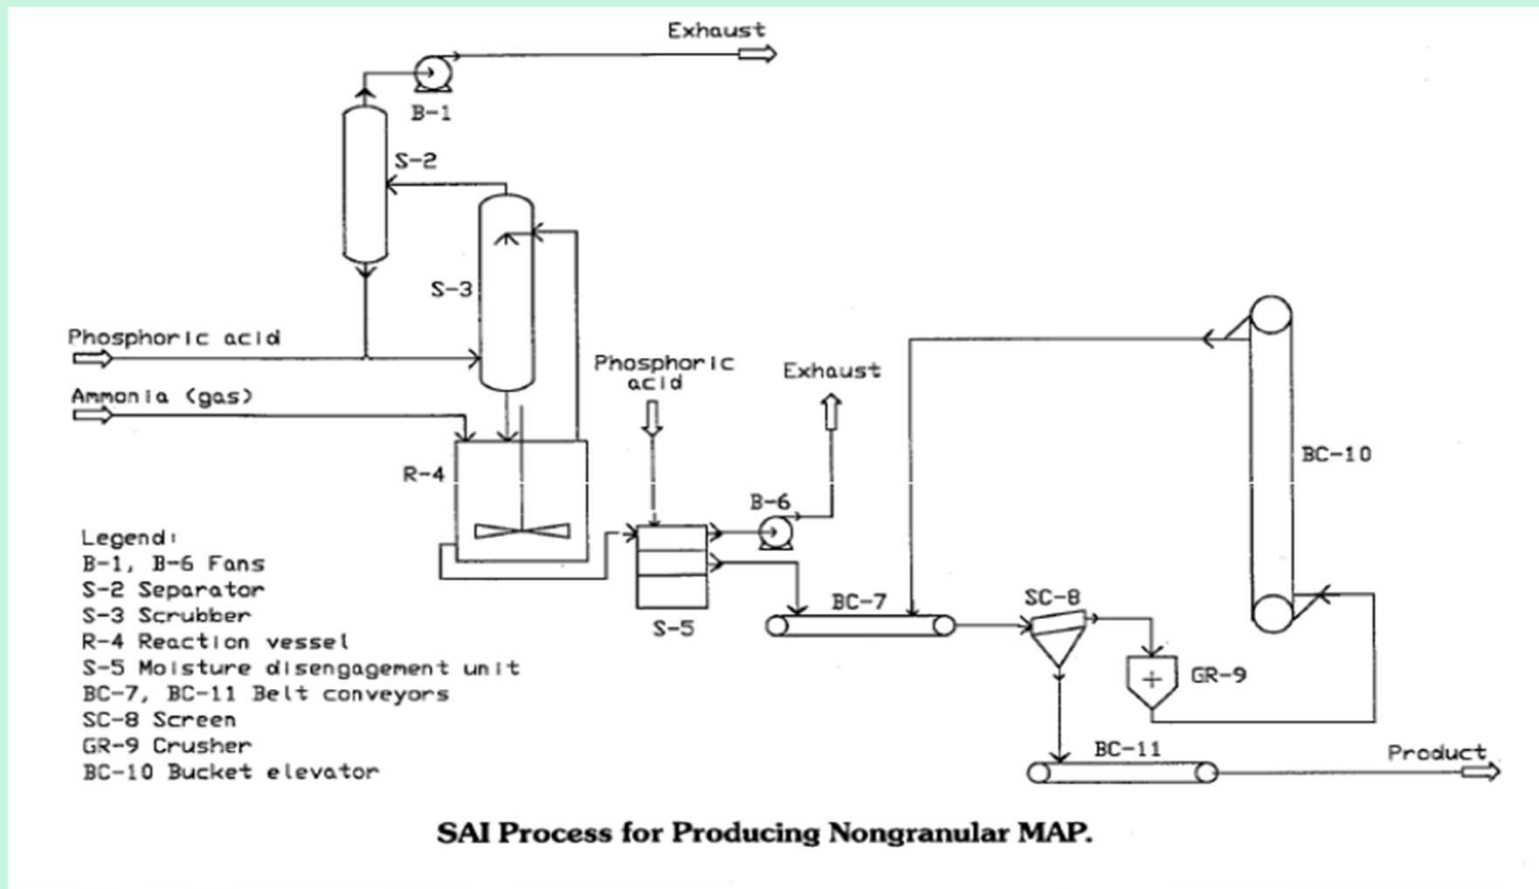 Exhaust
B-1
S-2
S-3
Phosphoric acid
Ammonia (gas)
R-4
Phosphoric
acid
Exhaust
B-6
S-5
BC-7
SC-8
GR-9
BC-10
BC-11
Product
Legend:
B-1, B-6 Fans
S-2 Separator
S-3 Scrubber
R-4 Reaction vessel
S-5 Moisture disengagement unit
BC-7, BC-11 Belt conveyors
SC-8 Screen
GR-9 Crusher
BC-10 Bucket elevator
SAI Process for Producing Nongranular MAP.